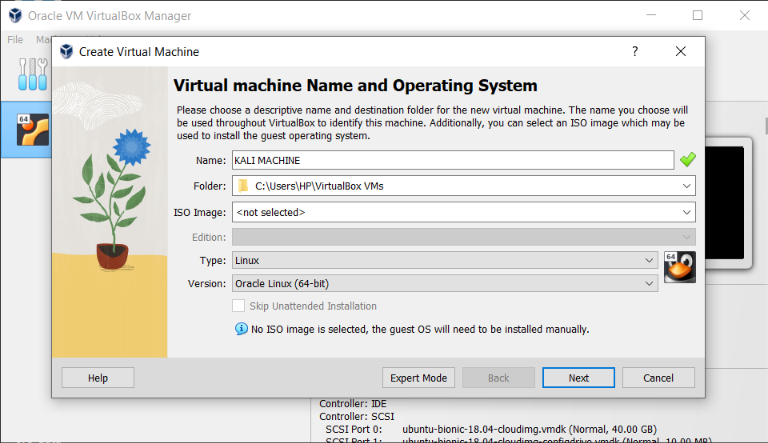 Oracle VM VirtualBox Manager
File
64
Create Virtual Machine
?
Virtual machine Name and Operating System
Please choose a descriptive name and destination folder for the new virtual machine. The name you choose will
be used throughout VirtualBox to identify this machine. Additionally, you can select an ISO image which may be
used to install the guest operating system.
Name: KALI MACHINE
Folder: C:\Users\HP\VirtualBox VMs
ISO Image: <not selected>
Edition:
Type: Linux
64
Version: Oracle Linux (64-bit)
Skip Unattended Installation
No ISO image is selected, the guest OS will need to be installed manually.
Help Expert Mode Back Next Cancel
Controller: IDE
Controller: SCSI
SCSI Port 0: ubuntu-bionic-18.04-cloudimg.vmdk (Normal, 40.00 GB)
SCSI Port 1: ubuntu-bionic-18.04-cloudimg-configdrive.vmdk (Normal, 10.00 MB)